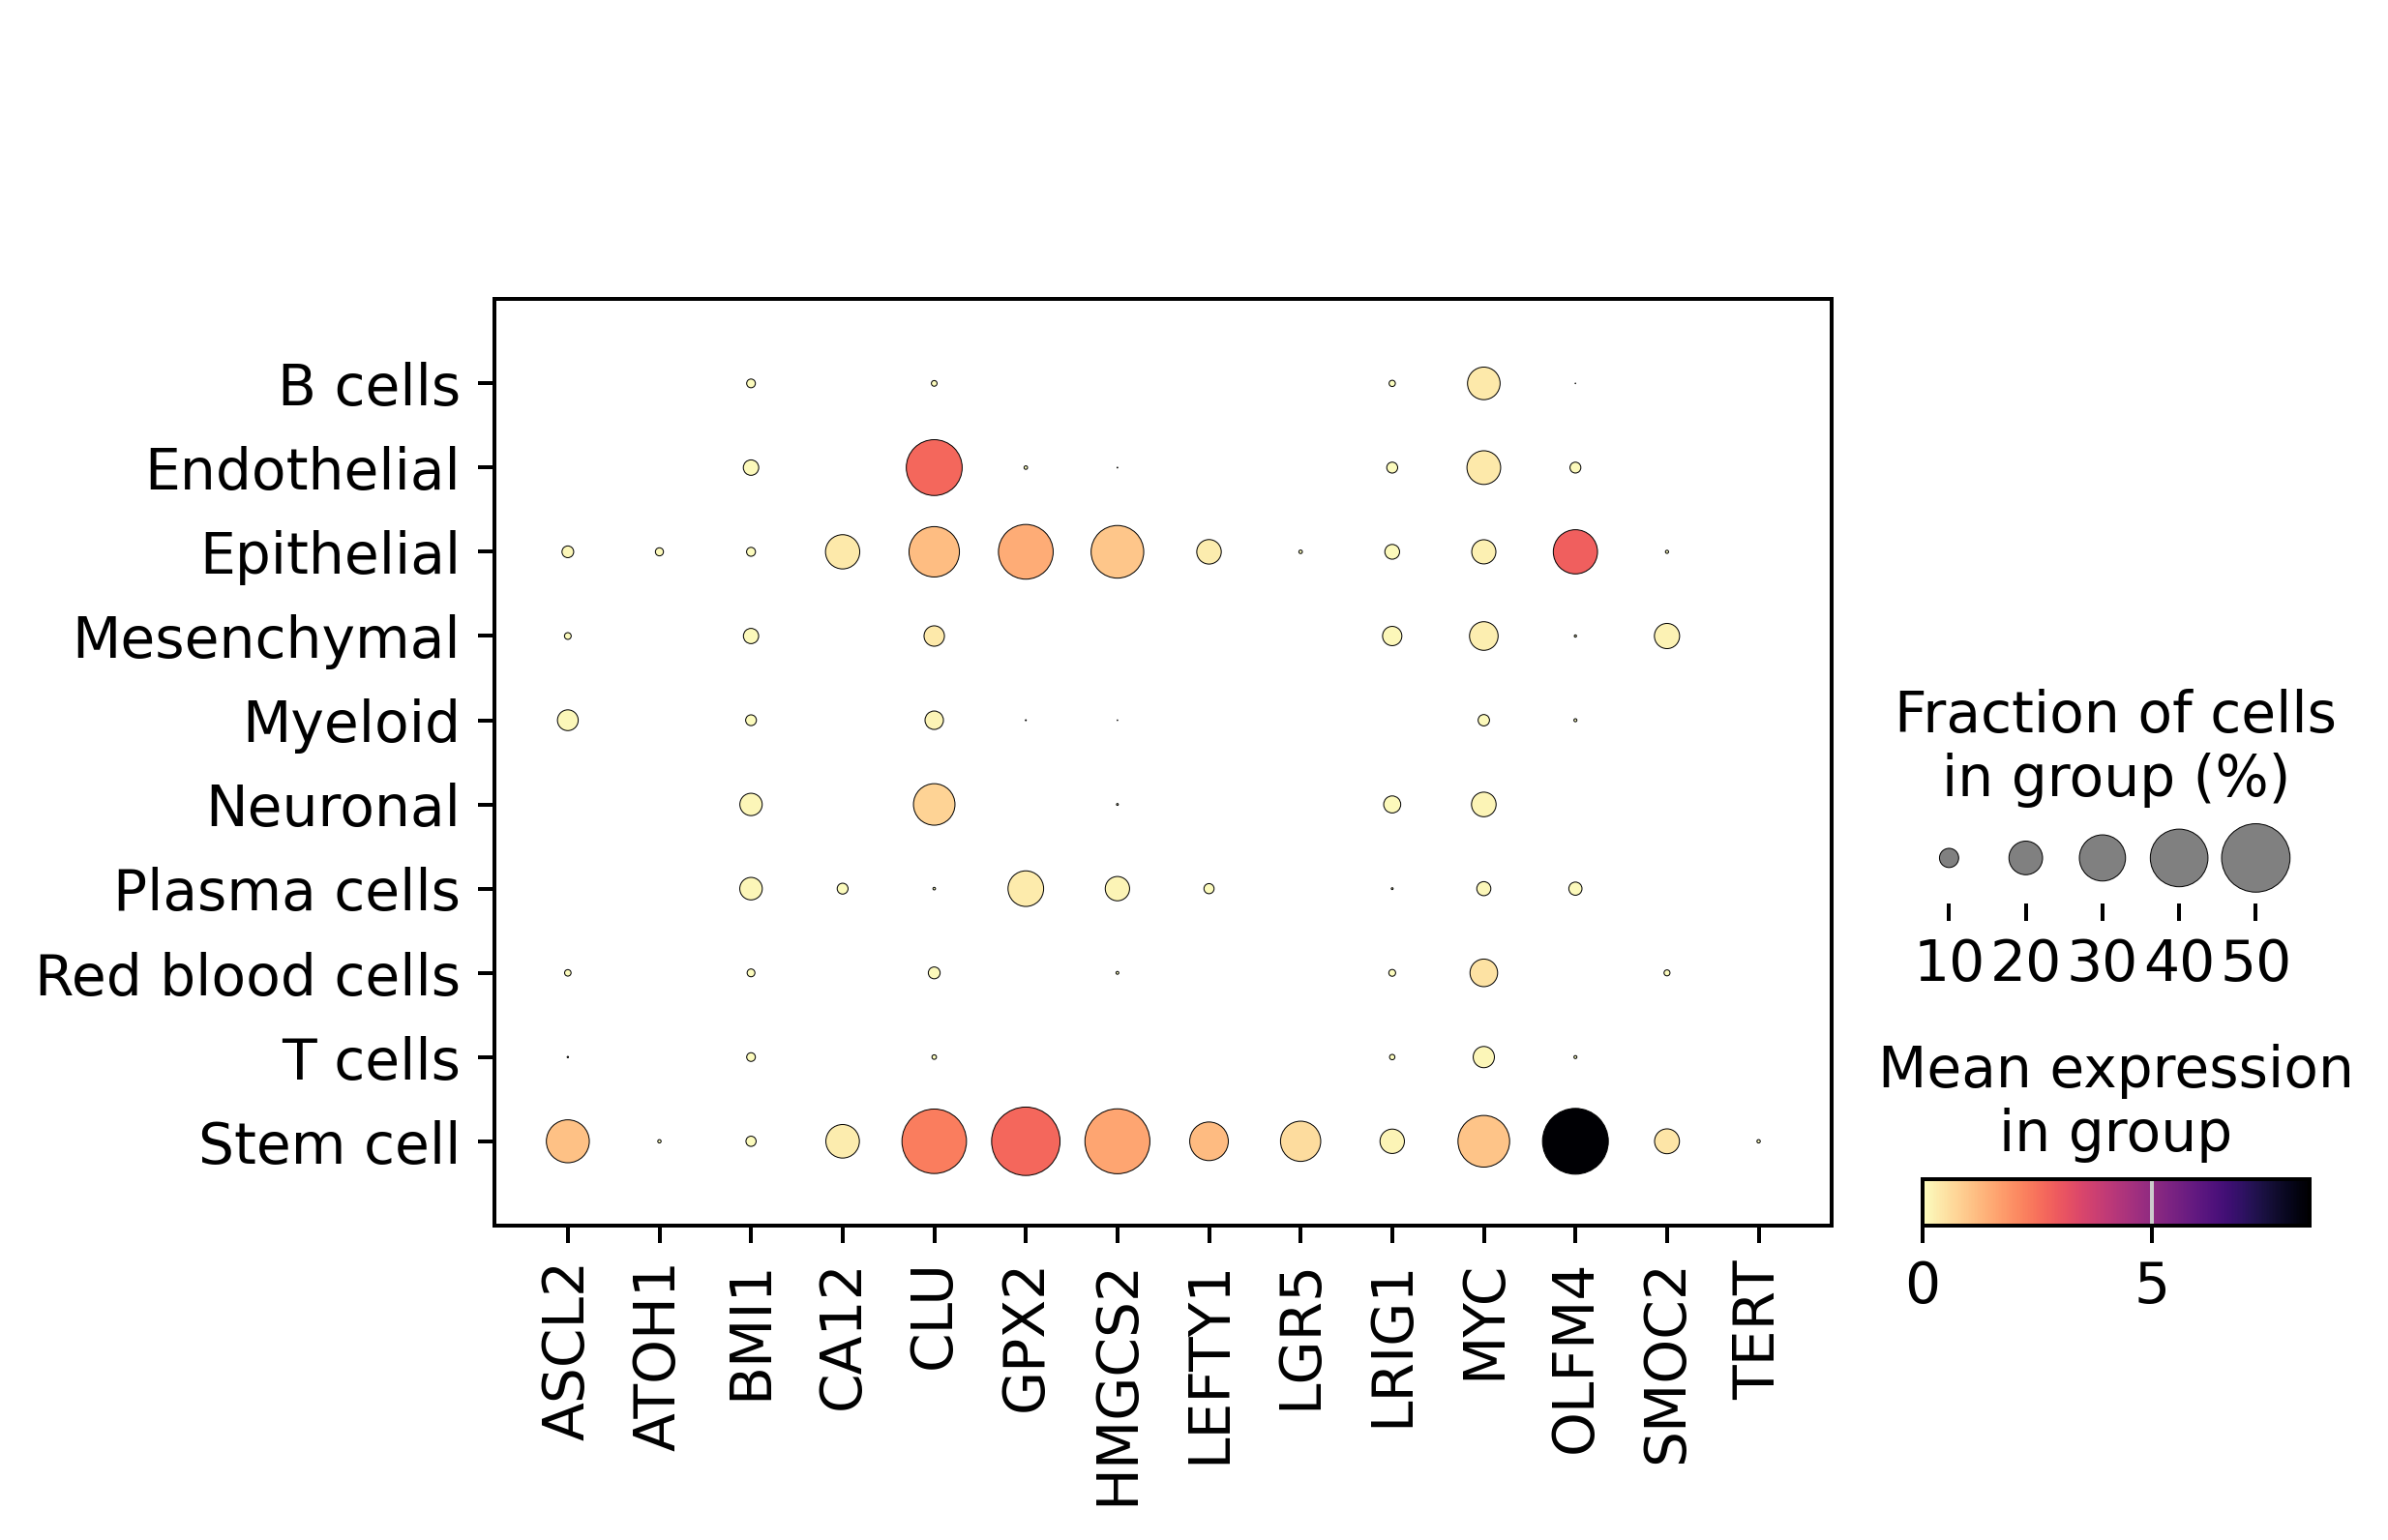 B cells
Endothelial
Epithelial
Mesenchymal
Myeloid
Neuronal
Plasma cells
Red blood cells
T cells
Stem cell
ASCL2
ATOH1
BMI1
CA12
CLU
GPX2
HMGCS2
LEFTY1
LGR5
LRIG1
MYC
OLFM4
SMOC2
TERT
Fraction of cells
in group (%)
10 20 30 40 50
Mean expression
in group
0 5